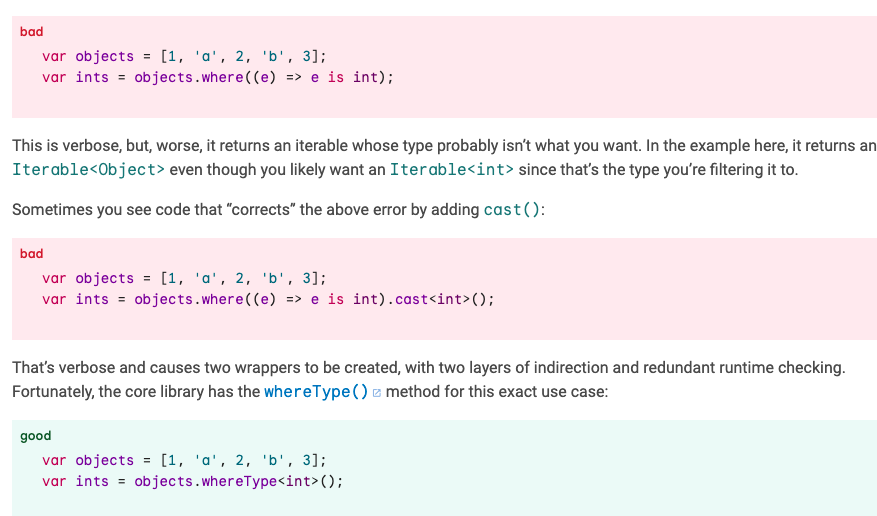 bad
var objects = [1, 'a', 2, 'b', 3];
var ints = objects.where((e) => e is int);
This is verbose, but, worse, it returns an iterable whose type probably isn’t what you want. In the example here, it returns an
Iterable<Object> even though you likely want an Iterable<int> since that’s the type you’re filtering it to.
Sometimes you see code that “corrects” the above error by adding cast():
bad
var objects = [1, 'a', 2, 'b', 3];
var ints = objects.where((e) => e is int).cast<int>();
That’s verbose and causes two wrappers to be created, with two layers of indirection and redundant runtime checking.
Fortunately, the core library has the whereType() method for this exact use case:
good
var objects = [1, 'a', 2, 'b', 3];
var ints = objects.whereType<int>();